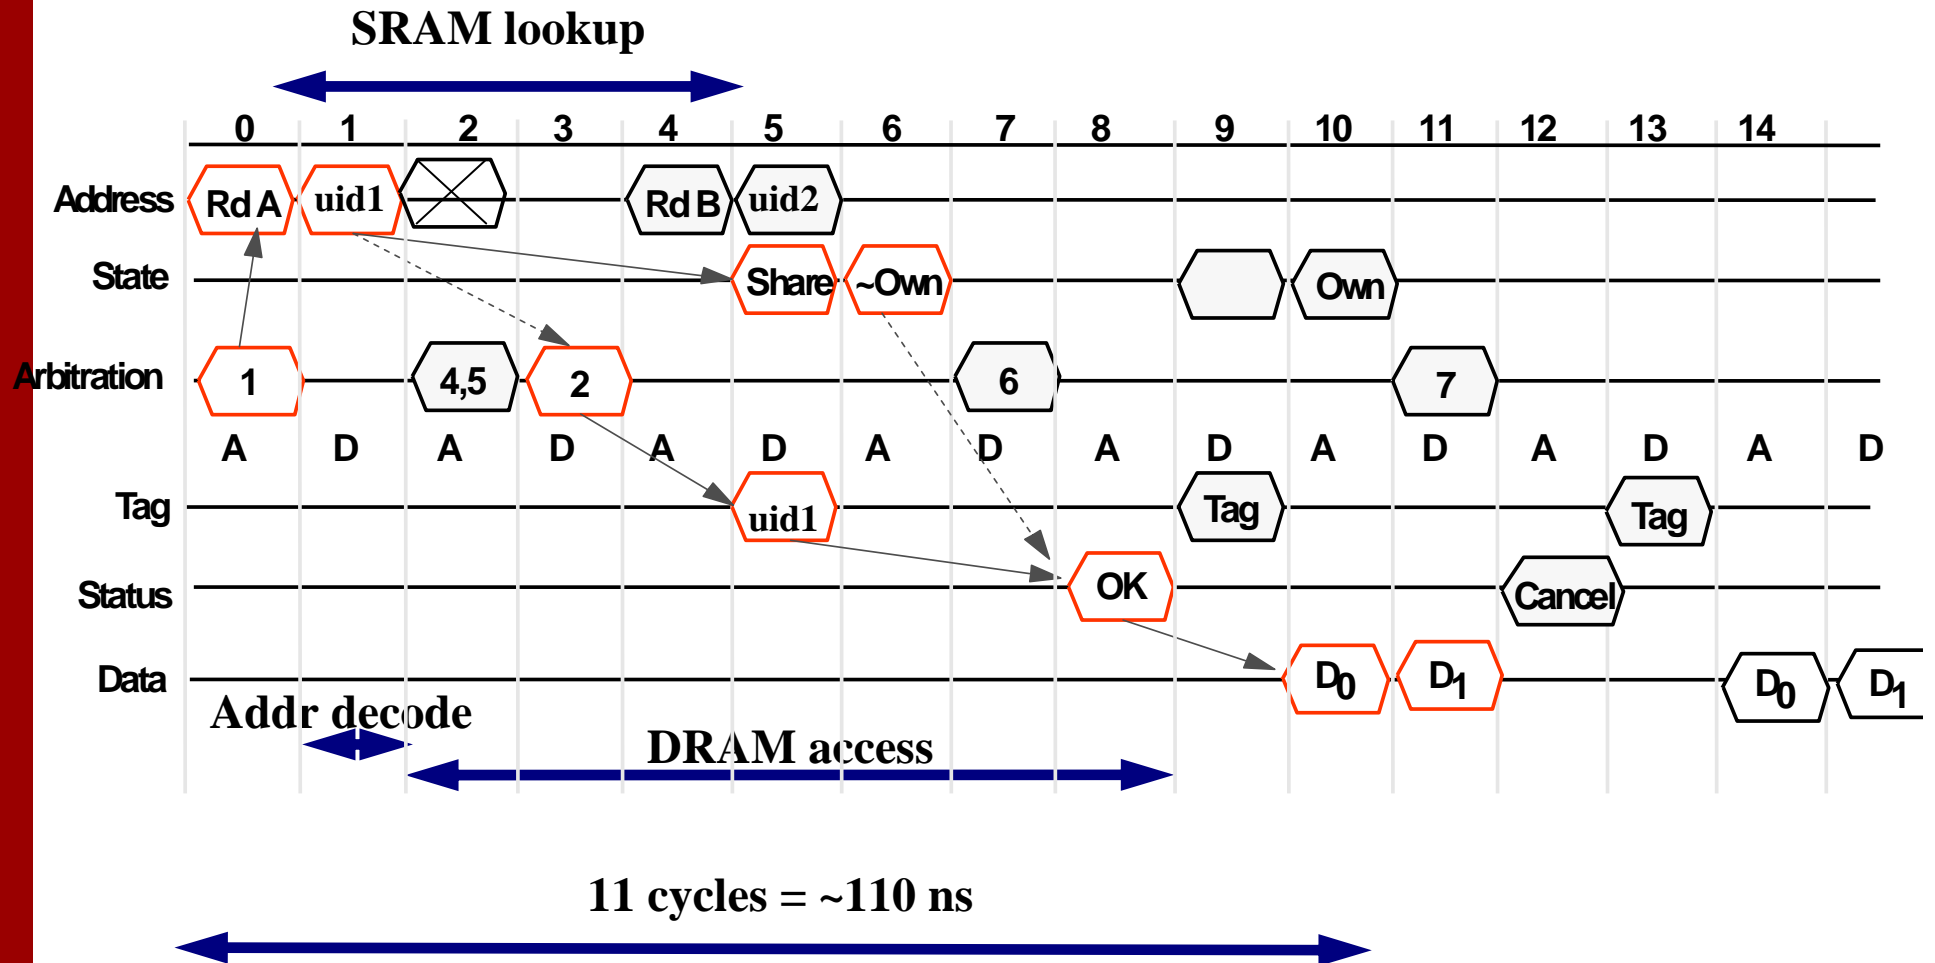 SRAM lookup
0 1 2 3 4 5 6 7 8 9 10 11 12 13 14
Address Rd A uid1 Rd B uid2
State Share ~Own Own
Arbitration 1 4,5 2 6 7
A D A D A D A D A D A D A D A D
Tag uid1 Tag Tag
Status OK Cancel
Data D0 D1 D0 D1
Addr decode
DRAM access
11 cycles = ~110 ns